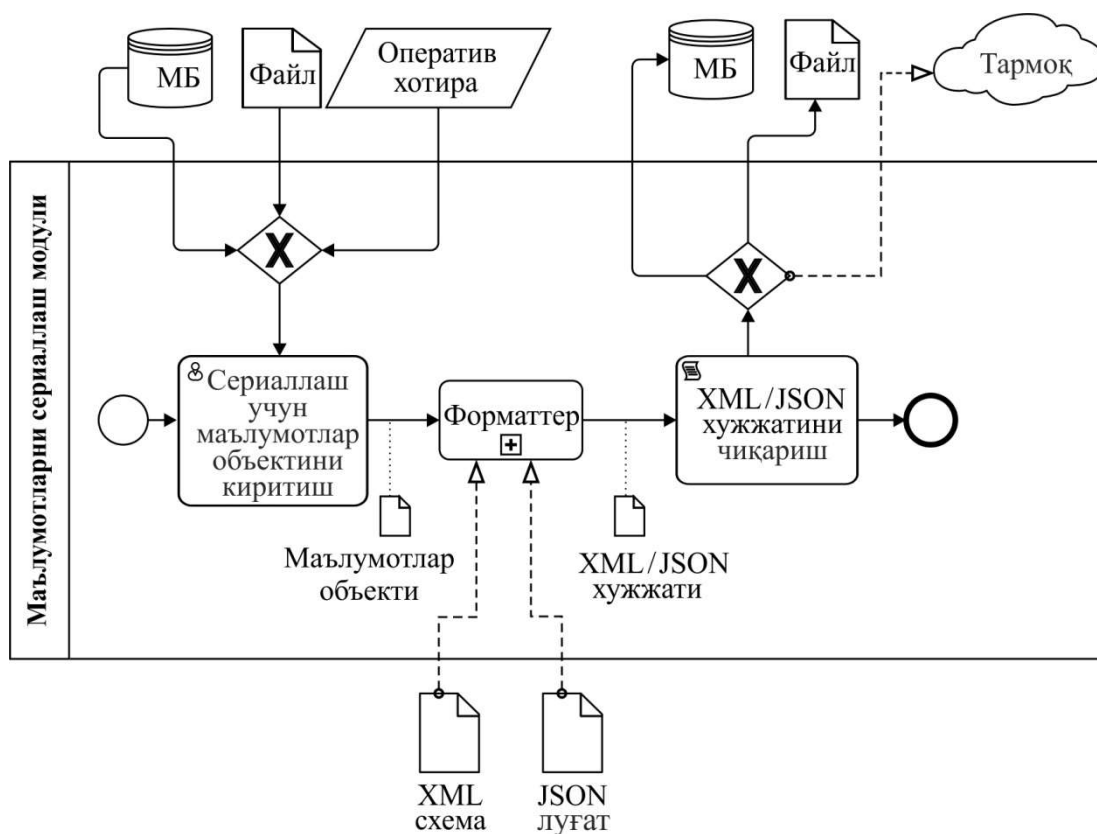 МБ
Файл
Оператив
хотира
МБ
Файл
Тармоқ
Маълумотларни сериаллаш модули
X
X
Сериаллаш
учун
маълумотлар
объектини
киритиш
Форматтер
XML/JSON
хужжатини
чиқариш
Маълумотлар
объекти
XML/JSON
хужжати
XML
схема
JSON
луғат